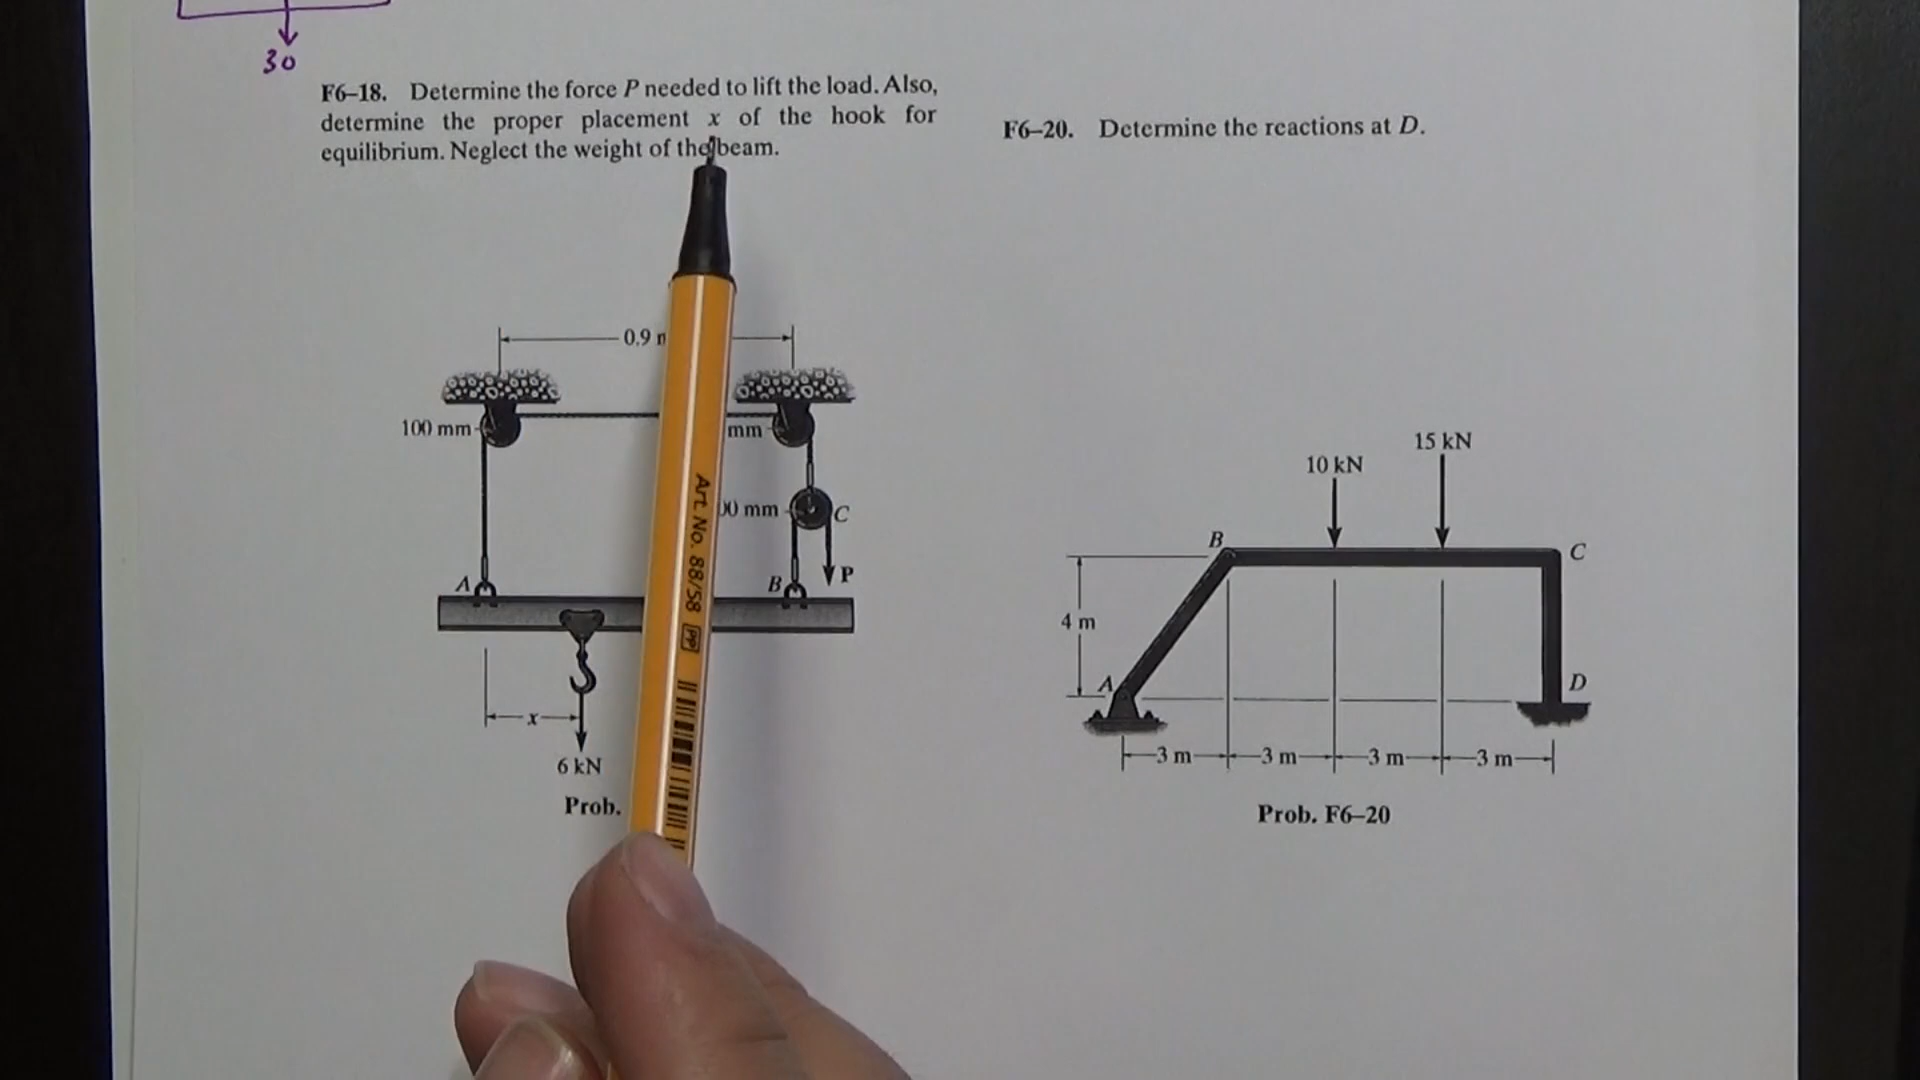 30
F6–18. Determine the force P needed to lift the load. Also,
determine the proper placement x of the hook for
equilibrium. Neglect the weight of the beam.
F6–20. Determine the reactions at D.
0.9
100 mm
mm
mm
C
A
B
P
x
6 kN
Prob.
Art. No. 88/58 PP
15 kN
10 kN
B
C
4 m
A
D
3 m 3 m 3 m 3 m
Prob. F6–20